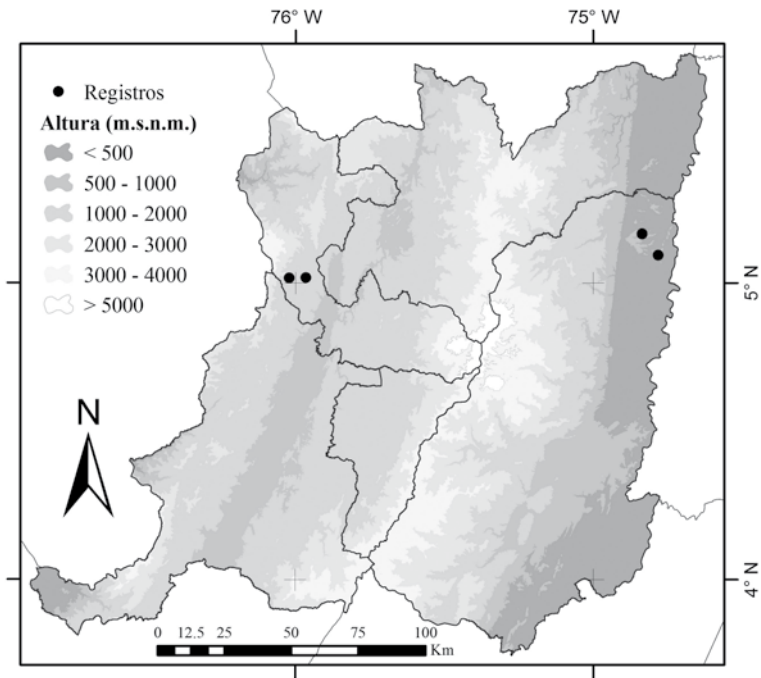 76° W
75° W
Registros
Altura (m.s.n.m.)
< 500
500 - 1000
1000 - 2000
2000 - 3000
3000 - 4000
> 5000
5° N
N
4° N
0 12.5 25 50 75 100
Km